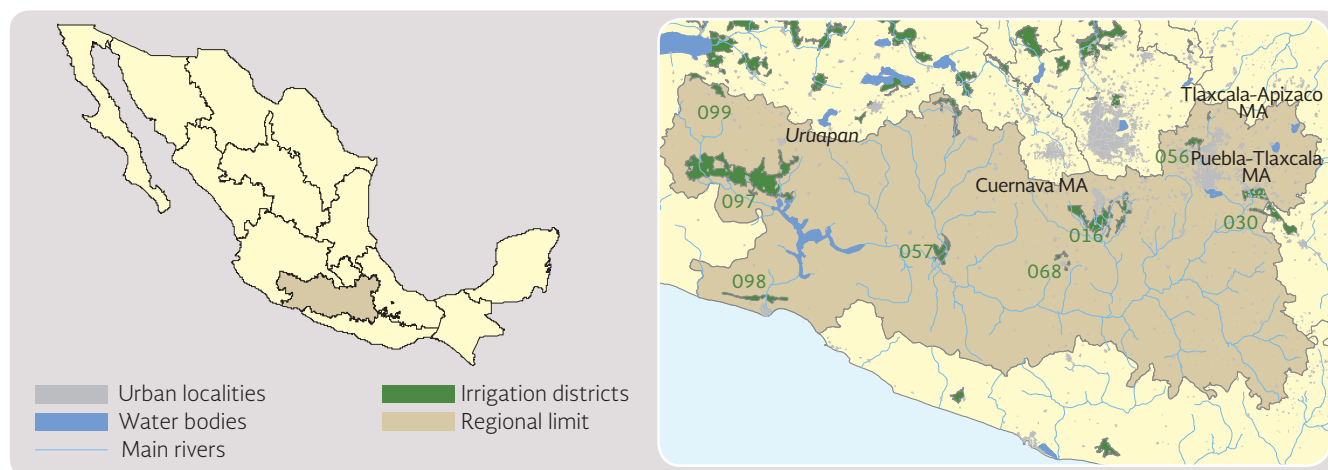 Urban localities
Water bodies
Main rivers
Irrigation districts
Regional limit
Tlaxcala-Apizaco
MA
099
Uruapan
056
Puebla-Tlaxcala
MA
Cuernava MA
097
016
030
057
068
098